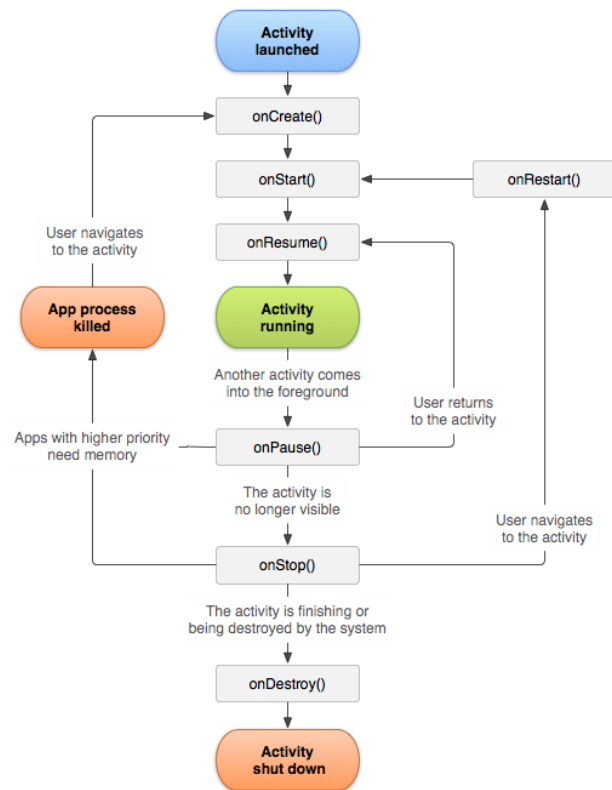 Activity
launched
onCreate()
onStart()
onRestart()
User navigates
to the activity
onResume()
App process
killed
Activity
running
Another activity comes
into the foreground
User returns
to the activity
Apps with higher priority
need memory
onPause()
The activity is
no longer visible
User navigates
to the activity
onStop()
The activity is finishing or
being destroyed by the system
onDestroy()
Activity
shut down